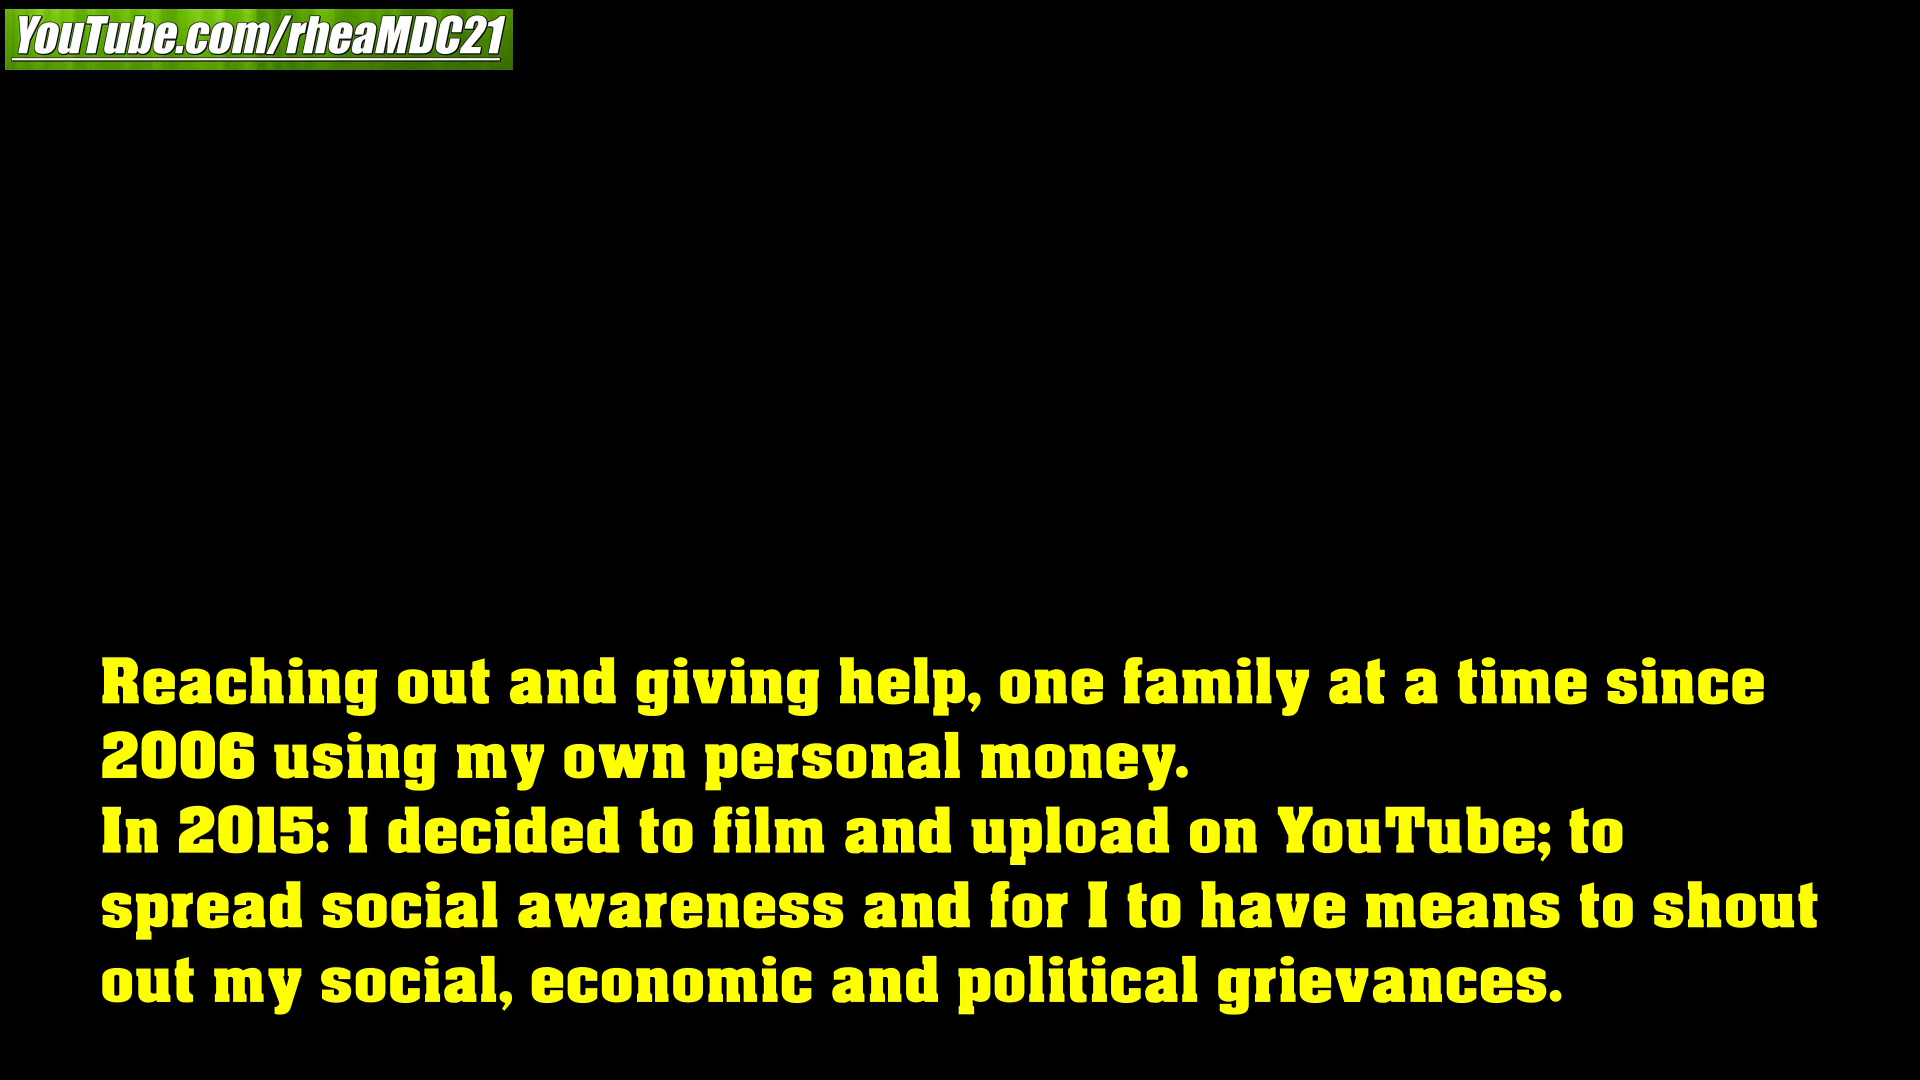 YouTube.com/rheaMDC21
Reaching out and giving help, one family at a time since
2006 using my own personal money.
In 2015: I decided to film and upload on YouTube; to
spread social awareness and for I to have means to shout
out my social, economic and political grievances.